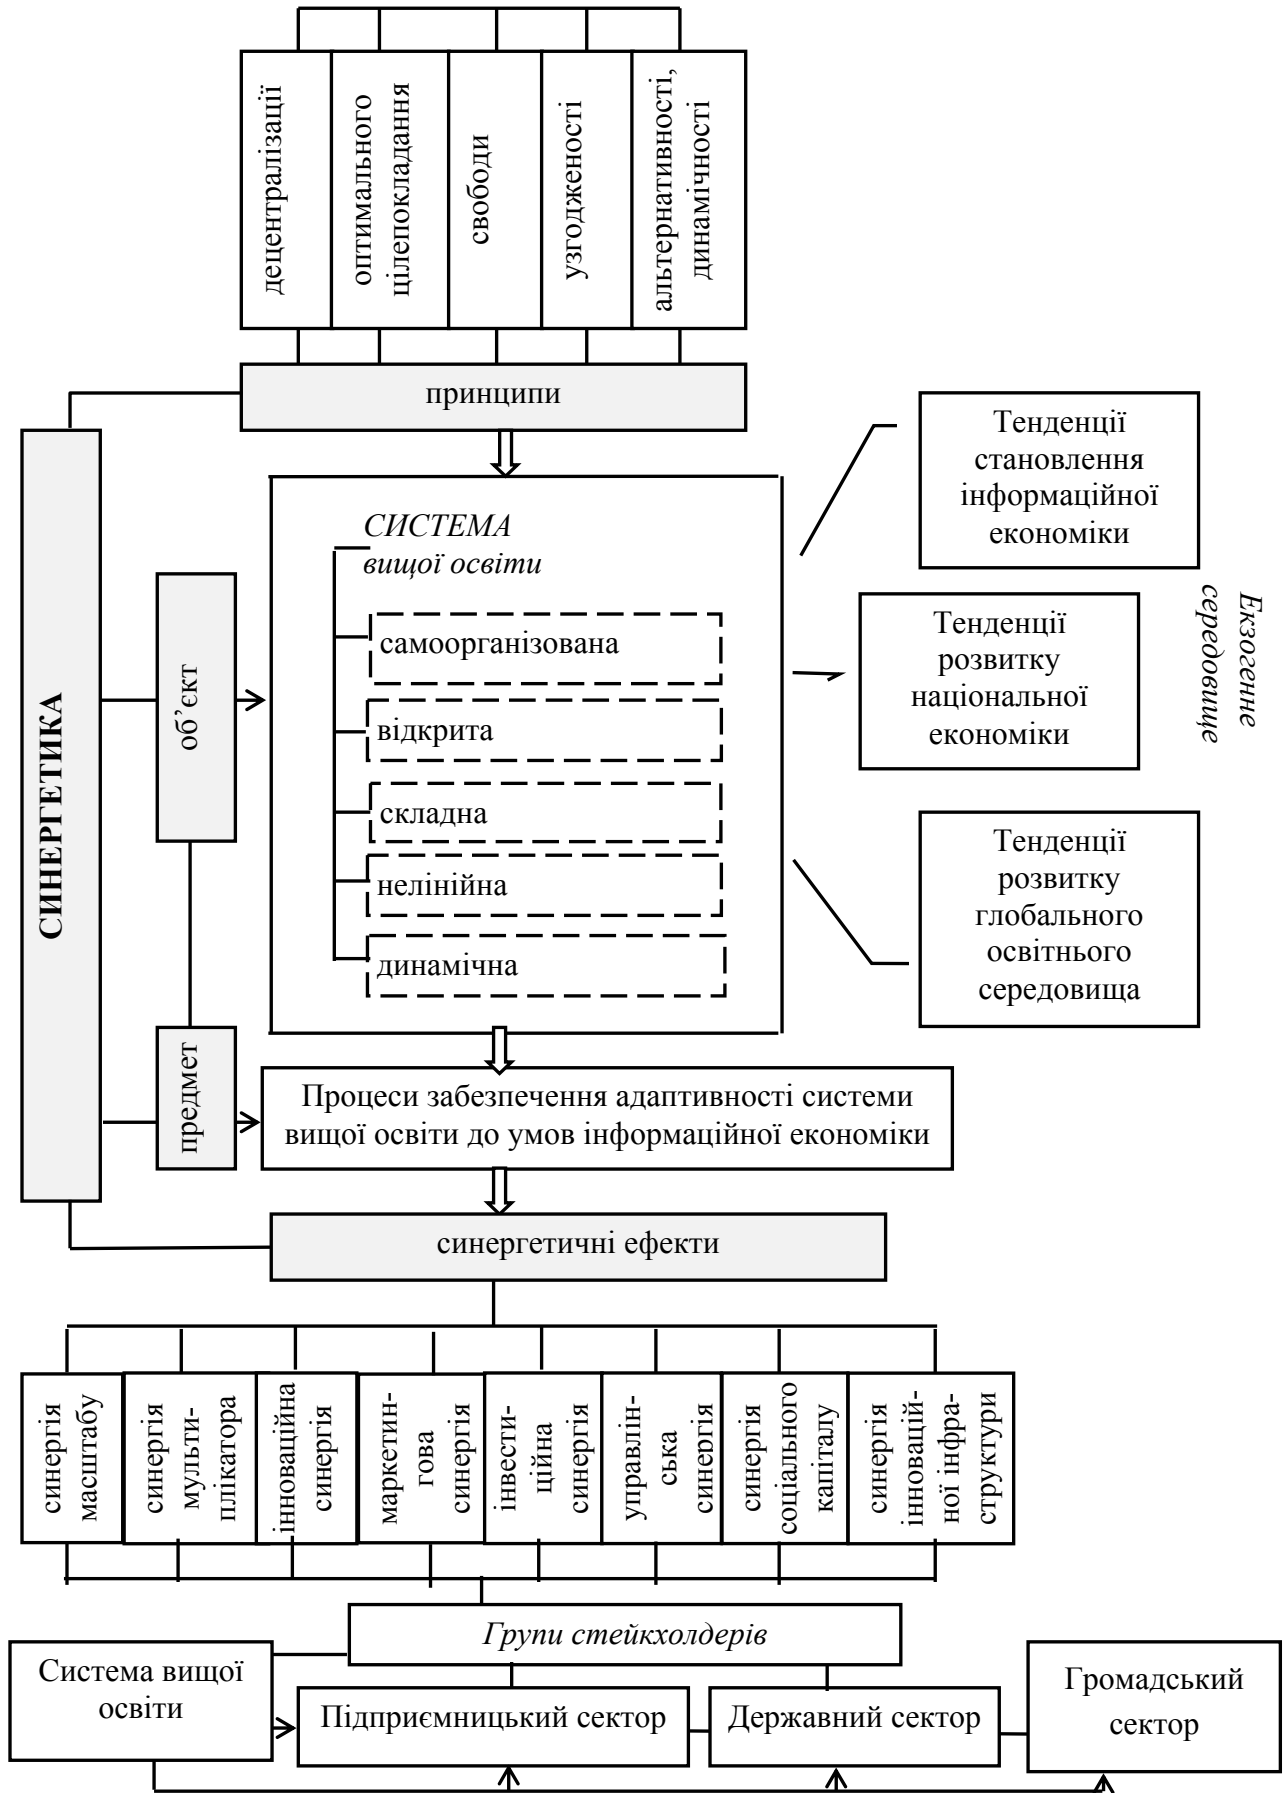 децентралізації
оптимального
цілепокладання
свободи
узгодженості
альтернативності,
динамічності
принципи
Тенденції
становлення
інформаційної
економіки
СИСТЕМА
вищої освіти
самоорганізована
відкрита
складна
нелінійна
динамічна
Тенденції
розвитку
національної
економіки
Екзогенне
середовище
Тенденції
розвитку
глобального
освітнього
середовища
СИНЕРГЕТИКА
об’єкт
предмет
Процеси забезпечення адаптивності системи
вищої освіти до умов інформаційної економіки
синергетичні ефекти
синергія
масштабу
синергія
мульти-
плікатора
інноваційна
синергія
маркетин-
гова
синергія
інвести-
ційна
синергія
управлін-
ська
синергія
синергія
соціального
капіталу
синергія
інновацій-
ної інфра-
структури
Групи стейкхолдерів
Система вищої
освіти
Підприємницький сектор
Державний сектор
Громадський
сектор